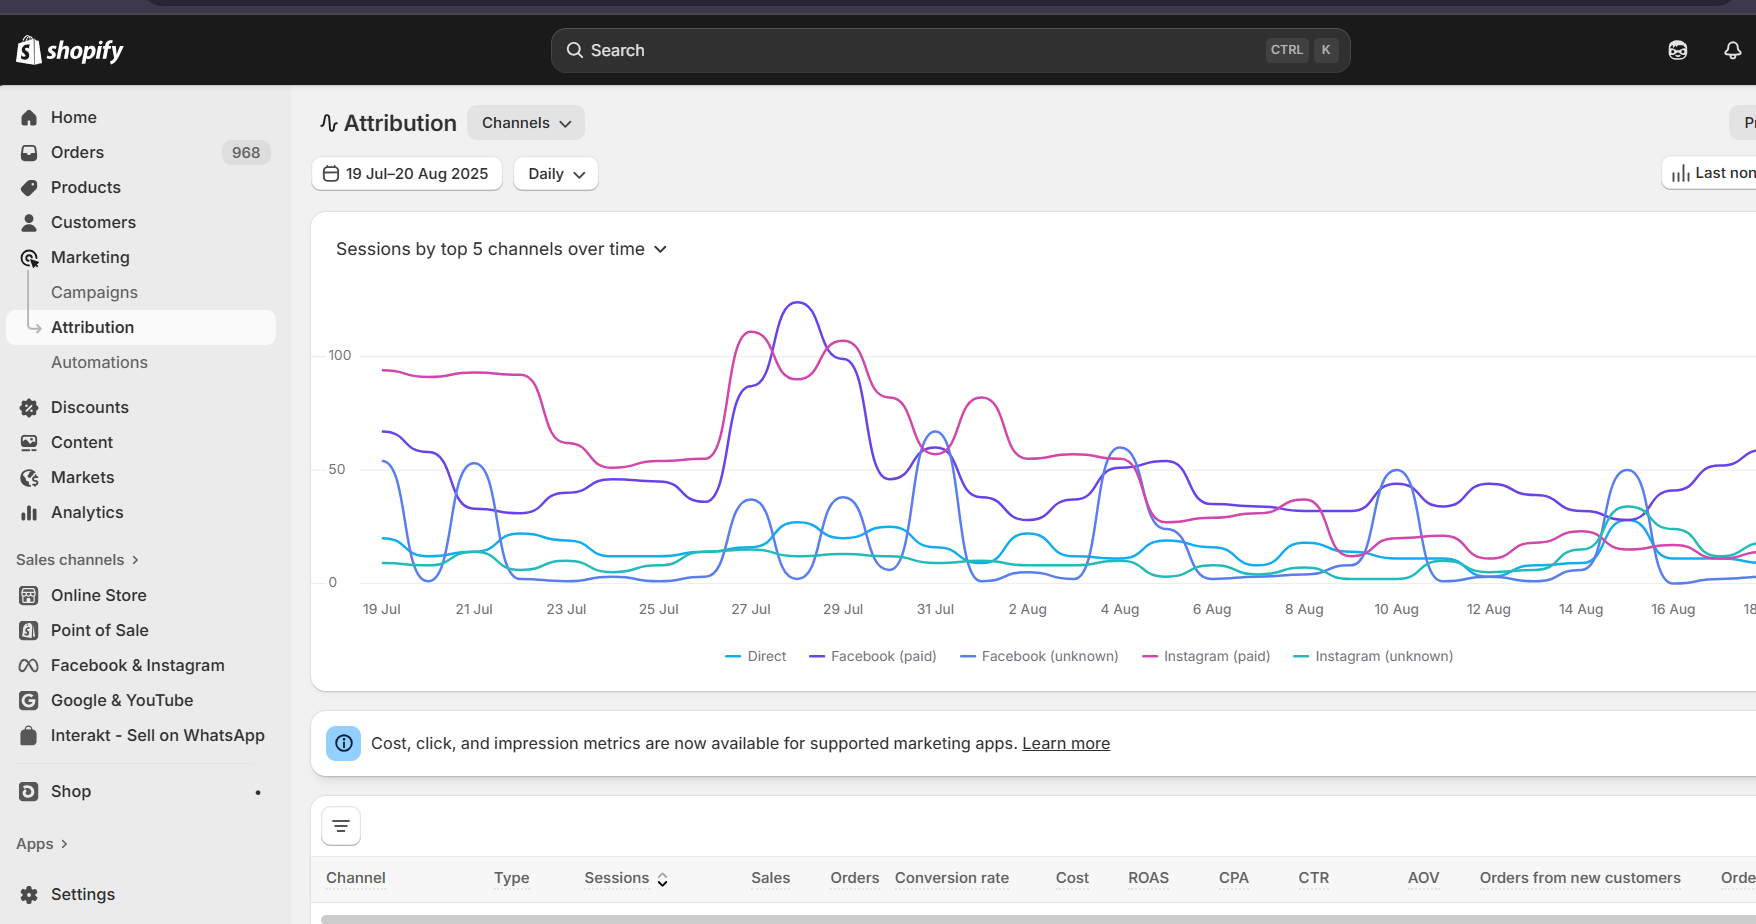 shopify
Search CTRL K
Home
Orders 968
Products
Customers
Marketing
Campaigns
Attribution
Automations
Discounts
Content
Markets
Analytics
Sales channels
Online Store
Point of Sale
Facebook & Instagram
Google & YouTube
Interakt - Sell on WhatsApp
Shop
Apps
Settings
Attribution Channels
19 Jul–20 Aug 2025 Daily
Last non
Sessions by top 5 channels over time
100
50
0
19 Jul 21 Jul 23 Jul 25 Jul 27 Jul 29 Jul 31 Jul 2 Aug 4 Aug 6 Aug 8 Aug 10 Aug 12 Aug 14 Aug 16 Aug 18
Direct Facebook (paid) Facebook (unknown) Instagram (paid) Instagram (unknown)
Cost, click, and impression metrics are now available for supported marketing apps. Learn more
Channel Type Sessions Sales Orders Conversion rate Cost ROAS CPA CTR AOV Orders from new customers Orde